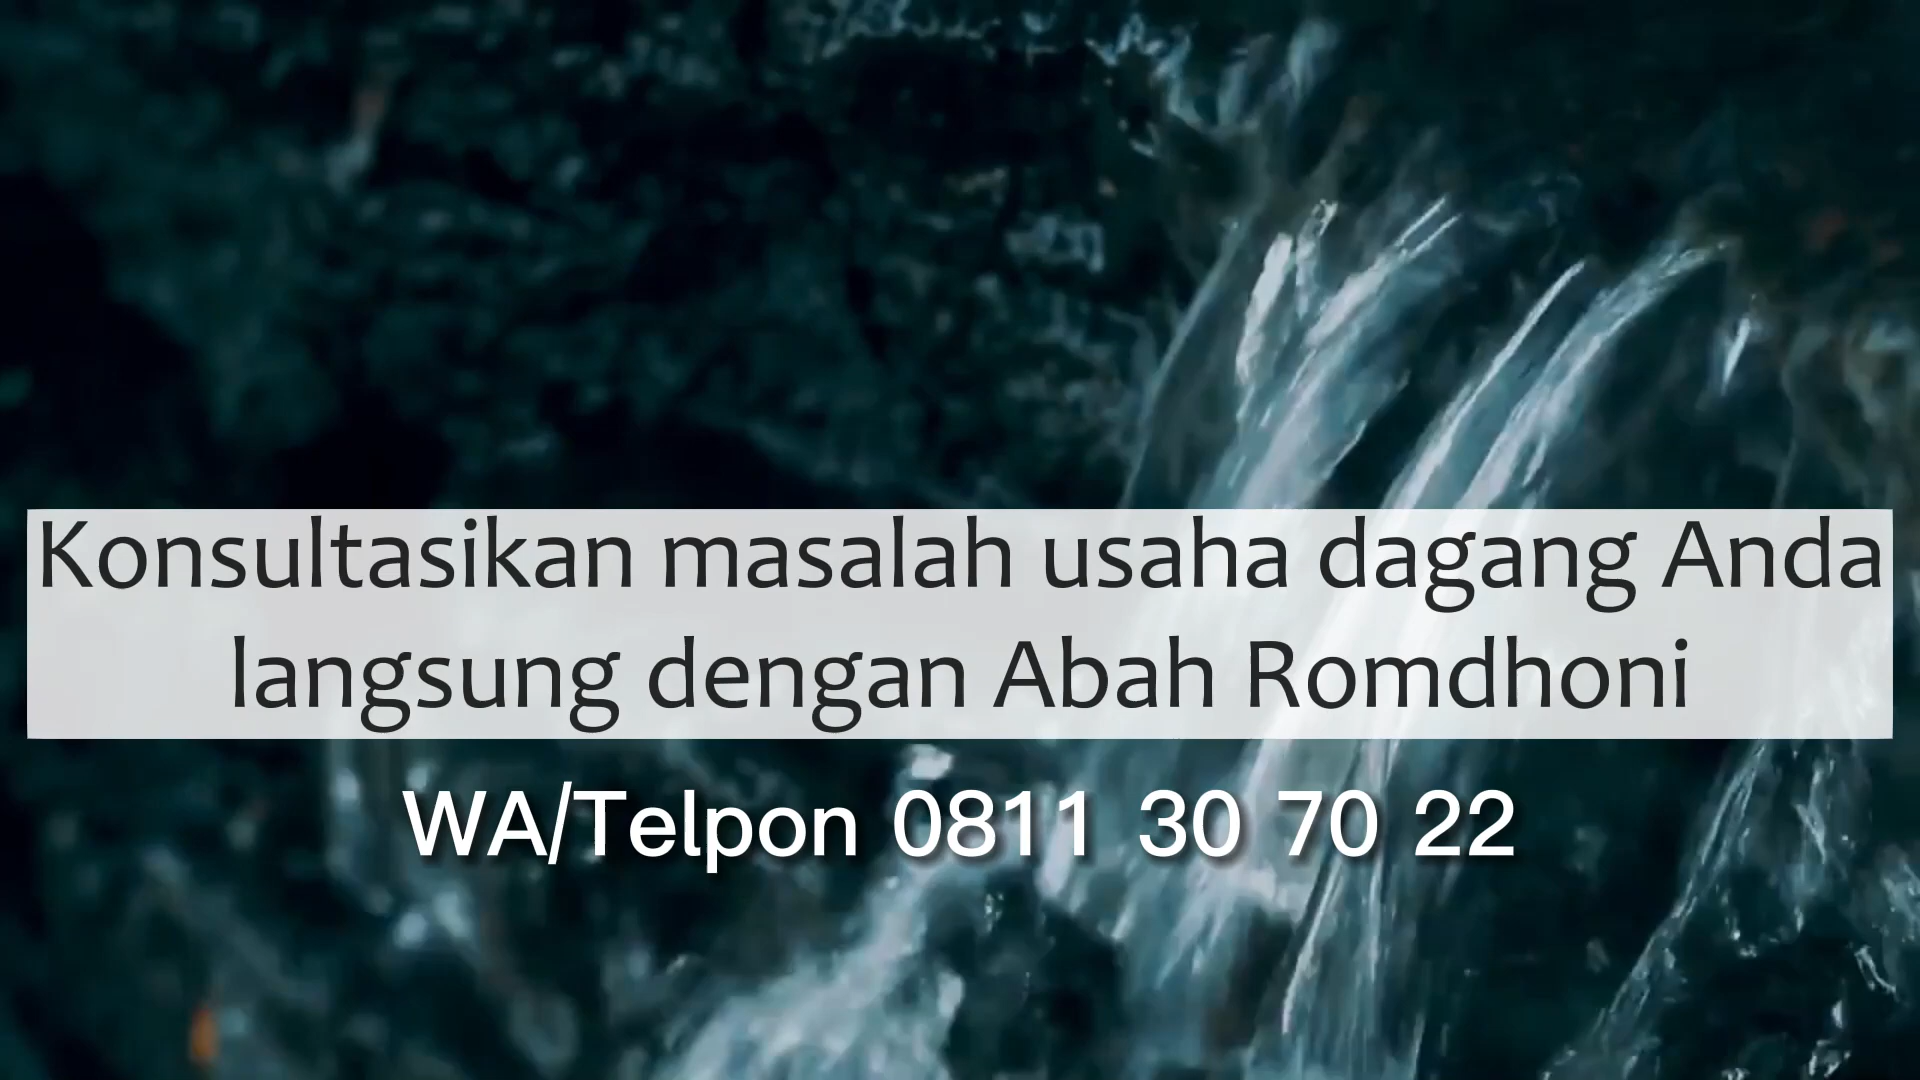 Konsultasikan masalah usaha dagang Anda
langsung dengan Abah Romdhoni
WA/Telpon 0811 30 70 22